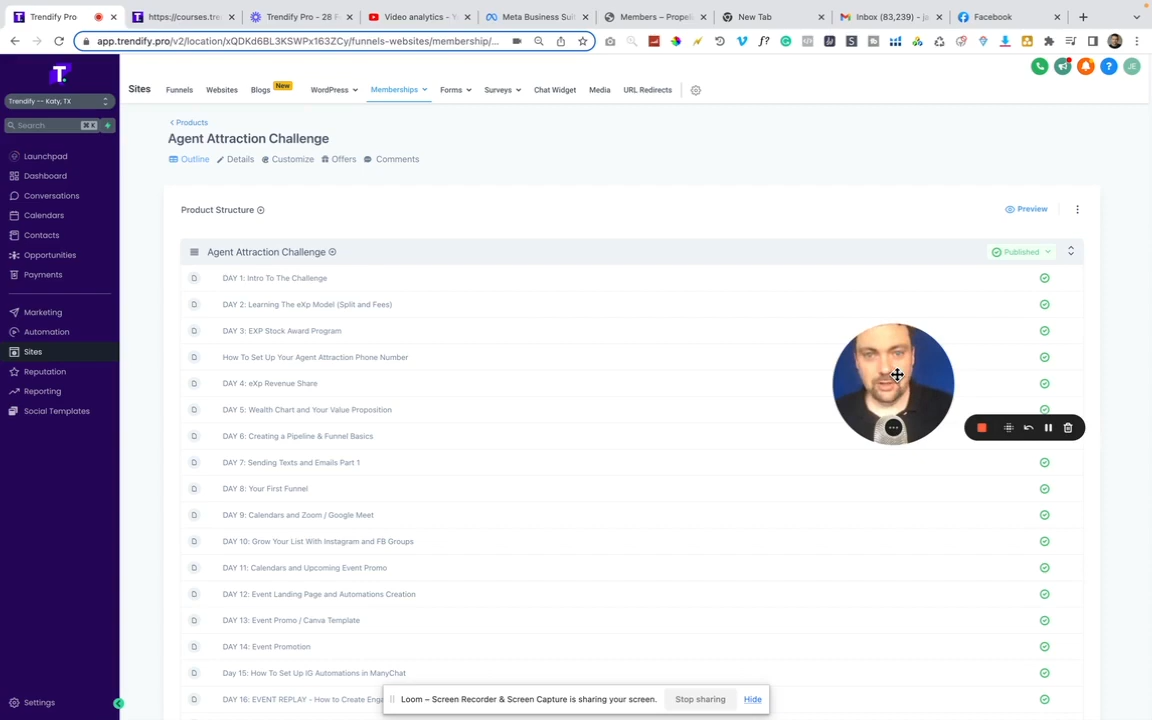 Trendify Pro
https://courses.tre
Trendify Pro - 28 F
Video analytics - Y
Meta Business Sui
Members – Propel
New Tab
Inbox (83,239) - ja
Facebook
app.trendify.pro/v2/location/xQDKd6BL3KSWPx163ZCy/funnels-websites/membership/...
JE
Trendify -- Katy, TX
Search
⌘ K
Launchpad
Dashboard
Conversations
Calendars
Contacts
Opportunities
Payments
Marketing
Automation
Sites
Reputation
Reporting
Social Templates
Settings
Sites
Funnels
Websites
Blogs
New
WordPress
Memberships
Forms
Surveys
Chat Widget
Media
URL Redirects
Products
Agent Attraction Challenge
Outline
Details
Customize
Offers
Comments
Product Structure
Preview
Agent Attraction Challenge
Published
DAY 1: Intro To The Challenge
DAY 2: Learning The eXp Model (Split and Fees)
DAY 3: EXP Stock Award Program
How To Set Up Your Agent Attraction Phone Number
DAY 4: eXp Revenue Share
DAY 5: Wealth Chart and Your Value Proposition
DAY 6: Creating a Pipeline & Funnel Basics
DAY 7: Sending Texts and Emails Part 1
DAY 8: Your First Funnel
DAY 9: Calendars and Zoom / Google Meet
DAY 10: Grow Your List With Instagram and FB Groups
DAY 11: Calendars and Upcoming Event Promo
DAY 12: Event Landing Page and Automations Creation
DAY 13: Event Promo / Canva Template
DAY 14: Event Promotion
Day 15: How To Set Up IG Automations in ManyChat
DAY 16: EVENT REPLAY - How to Create Enga
Loom – Screen Recorder & Screen Capture is sharing your screen.
Stop sharing
Hide